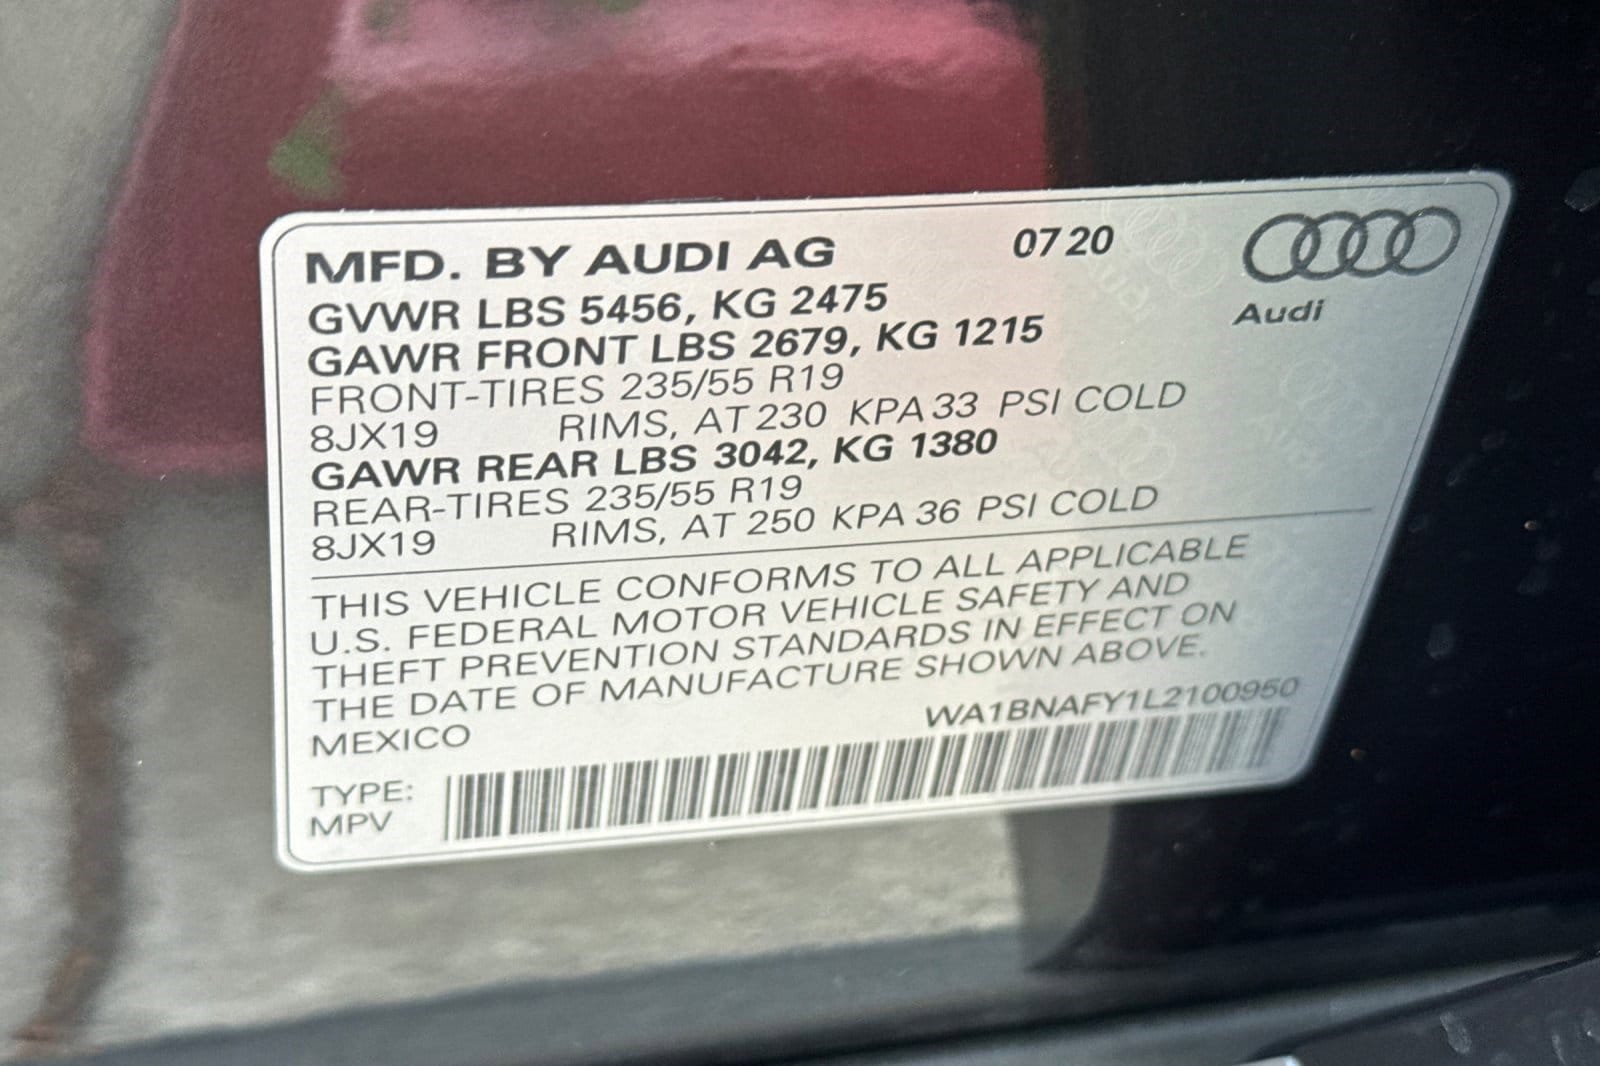 MFD. BY AUDI AG 07 20
Audi
GVWR LBS 5456, KG 2475
GAWR FRONT LBS 2679, KG 1215
FRONT-TIRES 235/55 R19
8JX19 RIMS, AT 230 KPA 33 PSI COLD
GAWR REAR LBS 3042, KG 1380
REAR-TIRES 235/55 R19
8JX19 RIMS, AT 250 KPA 36 PSI COLD
THIS VEHICLE CONFORMS TO ALL APPLICABLE
U.S. FEDERAL MOTOR VEHICLE SAFETY AND
THEFT PREVENTION STANDARDS IN EFFECT ON
THE DATE OF MANUFACTURE SHOWN ABOVE.
MEXICO WA1BNAFY1L2100950
TYPE:
MPV